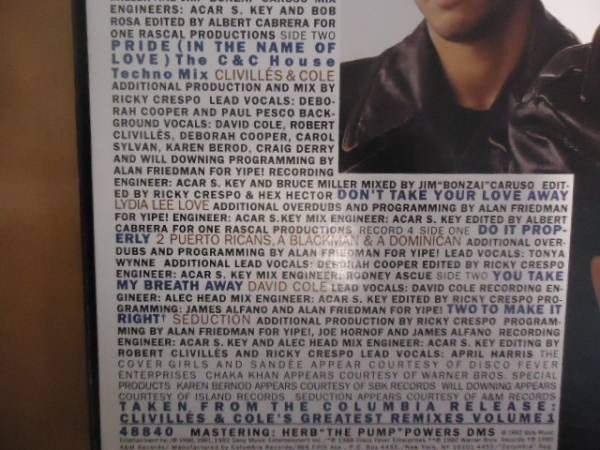 ENGINEERS: ACAR S. KEY AND BOB
ROSA EDITED BY ALBERT CABRERA FOR
ONE RASCAL PRODUCTIONS SIDE TWO
PRIDE (IN THE NAME OF
LOVE) The C&C House
Techno Mix CLIVILLÉS & COLE
ADDITIONAL PRODUCTION AND MIX BY
RICKY CRESPO LEAD VOCALS: DEBO-
RAH COOPER AND PAUL PESCO BACK-
GROUND VOCALS: DAVID COLE, ROBERT
CLIVILLÉS, DEBORAH COOPER, CAROL
SYLVAN, KAREN BEROD, CRAIG DERRY
AND WILL DOWNING PROGRAMMING BY
ALAN FRIEDMAN FOR YIPE! RECORDING
ENGINEER: ACAR S. KEY AND BRUCE MILLER MIXED BY JIM "BONZAI" CARUSO EDIT-
ED BY RICKY CRESPO & HEX HECTOR DON'T TAKE YOUR LOVE AWAY
LYDIA LEE LOVE ADDITIONAL OVERDUBS AND PROGRAMMING BY ALAN FRIEDMAN
FOR YIPE! ENGINEER: ACAR S. KEY MIX ENGINEER: ACAR S. KEY EDITED BY ALBERT
CABRERA FOR ONE RASCAL PRODUCTIONS RECORD 4 SIDE ONE DO IT PROP-
ERLY 2 PUERTO RICANS, A BLACKMAN & A DOMINICAN ADDITIONAL OVER-
DUBS AND PROGRAMMING BY ALAN FRIEDMAN FOR YIPE! LEAD VOCALS: TONYA
WYNNE ADDITIONAL LEAD VOCALS: DEBORAH COOPER EDITED BY RICKY CRESPO
ENGINEER: ACAR S. KEY MIX ENGINEER: RODNEY ASCUE SIDE TWO YOU TAKE
MY BREATH AWAY DAVID COLE LEAD VOCALS: DAVID COLE RECORDING EN-
GINEER: ALEC HEAD MIX ENGINEER: ACAR S. KEY EDITED BY RICKY CRESPO PRO-
GRAMMING: JAMES ALFANO AND ALAN FRIEDMAN FOR YIPE! TWO TO MAKE IT
RIGHT† SEDUCTION ADDITIONAL PRODUCTION BY RICKY CRESPO PROGRAM-
MING BY ALAN FRIEDMAN FOR YIPE!, JOE HORNOF AND JAMES ALFANO RECORDING
ENGINEER: ACAR S. KEY AND ALEC HEAD MIX ENGINEER: ACAR S. KEY EDITING BY
ROBERT CLIVILLÉS AND RICKY CRESPO LEAD VOCALS: APRIL HARRIS THE
COVER GIRLS AND SANDÉE APPEAR COURTESY OF DISCO FEVER
ENTERPRISES CHAKA KHAN APPEARS COURTESY OF WARNER BROS. SPECIAL
PRODUCTS KAREN BERNOD APPEARS COURTESY OF SBK RECORDS WILL DOWNING APPEARS
COURTESY OF ISLAND RECORDS SEDUCTION APPEARS COURTESY OF A&M RECORDS
TAKEN FROM THE COLUMBIA RELEASE:
CLIVILLÉS & COLE'S GREATEST REMIXES VOLUME 1
48840 MASTERING: HERB "THE PUMP" POWERS DMS